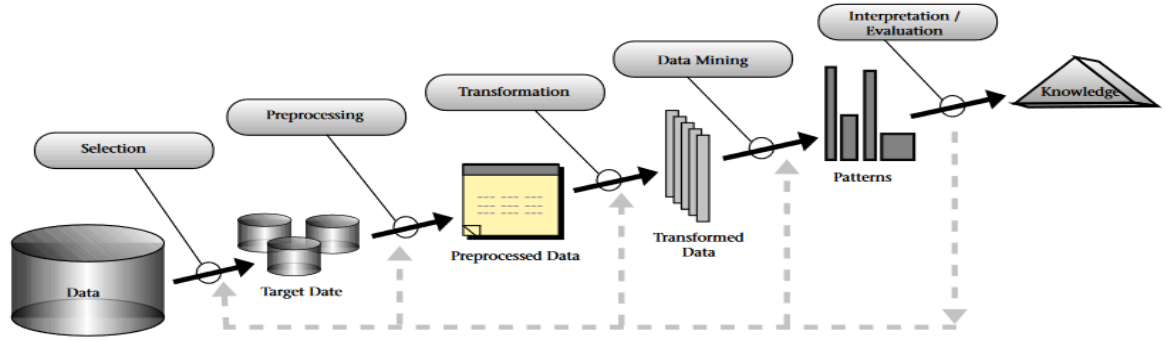 Interpretation /
Evaluation
Data Mining
Transformation
Preprocessing
Selection
Knowledge
Patterns
Transformed
Data
Preprocessed Data
Target Date
Data